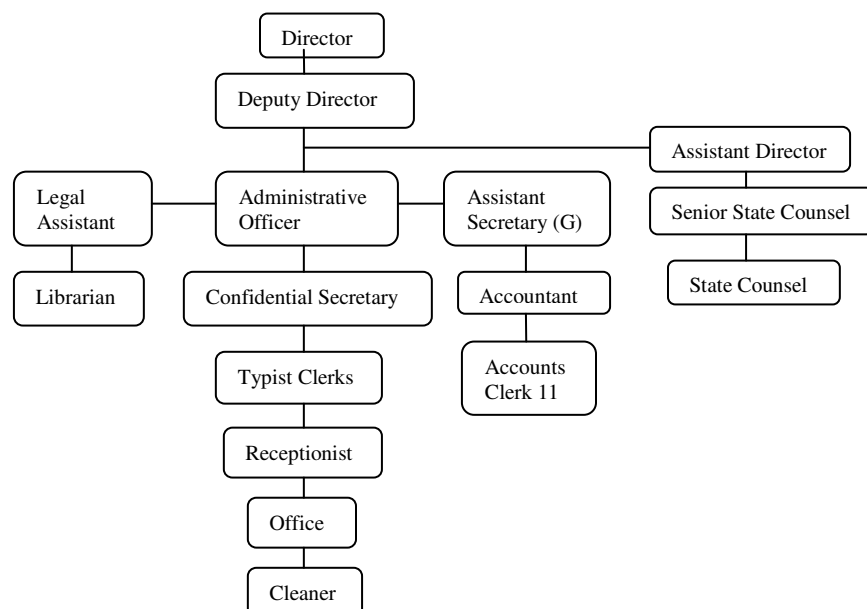 Director
Deputy Director
Assistant Director
Legal
Assistant
Administrative
Officer
Assistant
Secretary (G)
Senior State Counsel
Librarian
Confidential Secretary
Accountant
State Counsel
Typist Clerks
Accounts
Clerk 11
Receptionist
Office
Cleaner